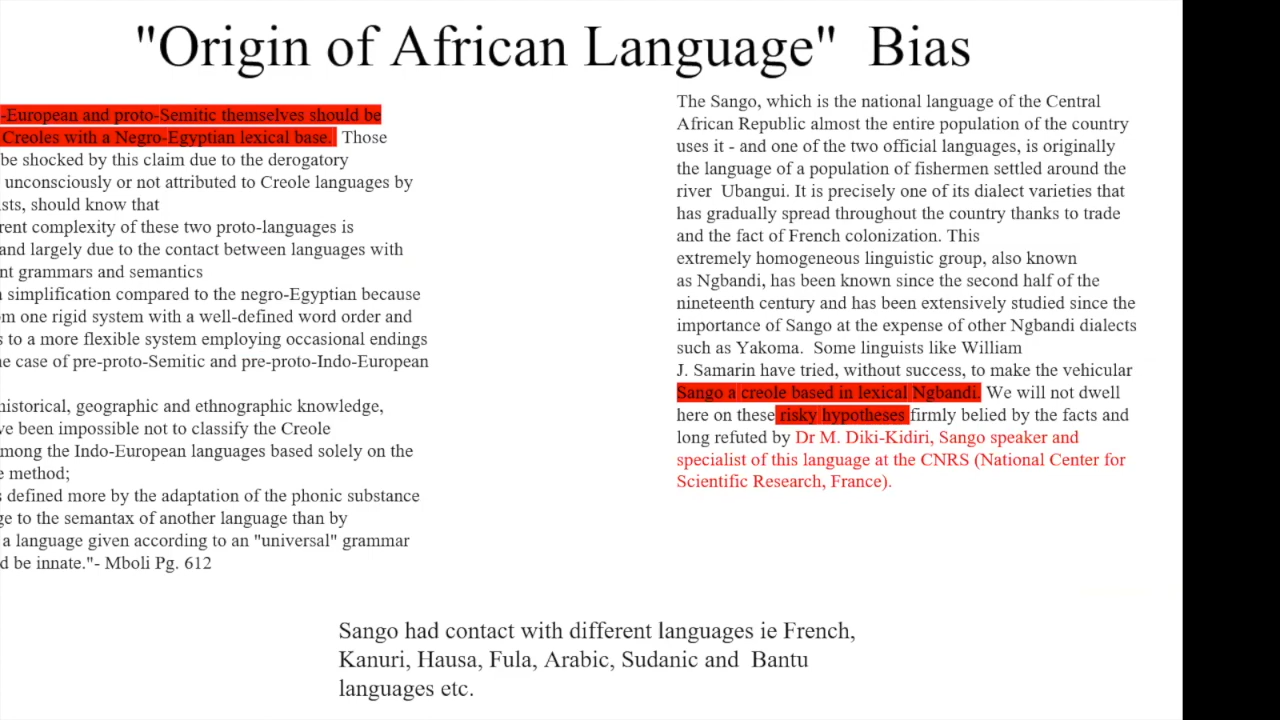 "Origin of African Language" Bias
-European and proto-Semitic themselves should be
Creoles with a Negro-Egyptian lexical base. Those
be shocked by this claim due to the derogatory
unconsciously or not attributed to Creole languages by
sts, should know that
rent complexity of these two proto-languages is
and largely due to the contact between languages with
nt grammars and semantics
simplification compared to the negro-Egyptian because
om one rigid system with a well-defined word order and
s to a more flexible system employing occasional endings
he case of pre-proto-Semitic and pre-proto-Indo-European
historical, geographic and ethnographic knowledge,
ve been impossible not to classify the Creole
mong the Indo-European languages based solely on the
e method;
s defined more by the adaptation of the phonic substance
ge to the semantax of another language than by
a language given according to an "universal" grammar
d be innate."- Mboli Pg. 612
The Sango, which is the national language of the Central
African Republic almost the entire population of the country
uses it - and one of the two official languages, is originally
the language of a population of fishermen settled around the
river Ubangui. It is precisely one of its dialect varieties that
has gradually spread throughout the country thanks to trade
and the fact of French colonization. This
extremely homogeneous linguistic group, also known
as Ngbandi, has been known since the second half of the
nineteenth century and has been extensively studied since the
importance of Sango at the expense of other Ngbandi dialects
such as Yakoma. Some linguists like William
J. Samarin have tried, without success, to make the vehicular
Sango a creole based in lexical Ngbandi. We will not dwell
here on these risky hypotheses firmly belied by the facts and
long refuted by Dr M. Diki-Kidiri, Sango speaker and
specialist of this language at the CNRS (National Center for
Scientific Research, France).
Sango had contact with different languages ie French,
Kanuri, Hausa, Fula, Arabic, Sudanic and Bantu
languages etc.